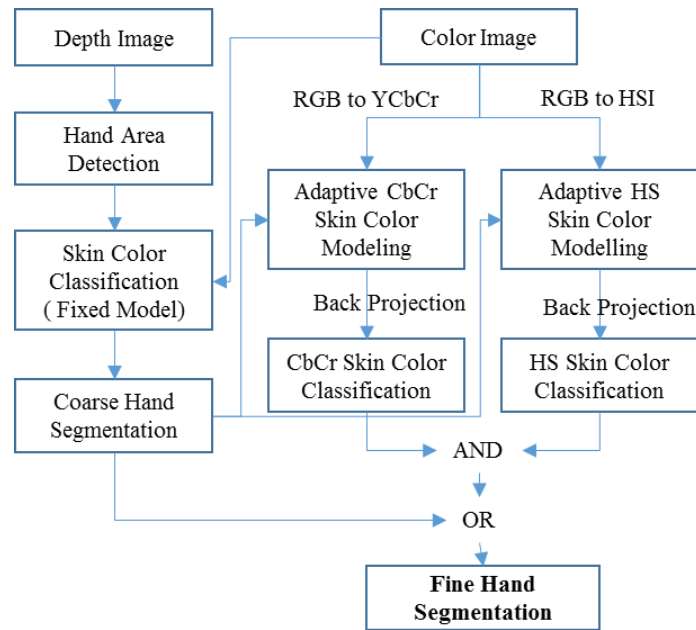 Depth Image
Color Image
RGB to YCbCr
RGB to HSI
Hand Area
Detection
Adaptive CbCr
Skin Color
Modeling
Adaptive HS
Skin Color
Modelling
Skin Color
Classification
( Fixed Model)
Back Projection
Back Projection
CbCr Skin Color
Classification
HS Skin Color
Classification
Coarse Hand
Segmentation
AND
OR
Fine Hand
Segmentation